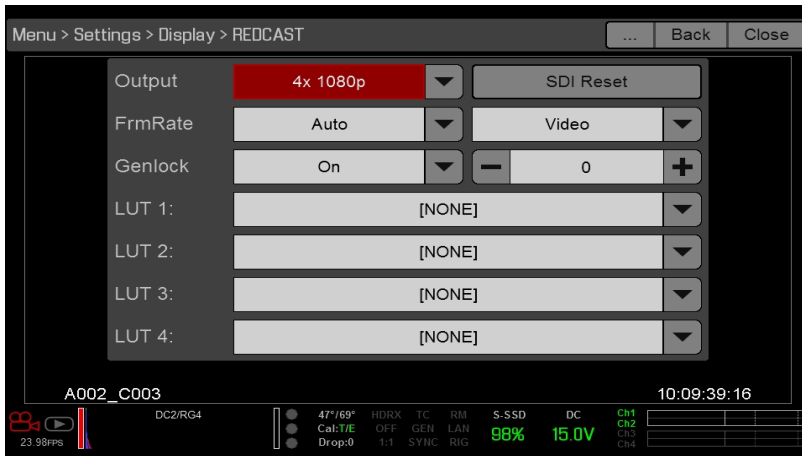 Menu > Settings > Display > REDCAST ... Back Close
Output 4x 1080p SDI Reset
FrmRate Auto Video
Genlock On 0
LUT 1: [NONE]
LUT 2: [NONE]
LUT 3: [NONE]
LUT 4: [NONE]
A002_C003 10:09:39:16
DC2/RG4 47°/69° HDRX TC RM S-SSD DC Ch1
Cal:T/E OFF GEN LAN 98% 15.0V Ch2
23.98FPS Drop:0 1:1 SYNC RIG Ch3
Ch4